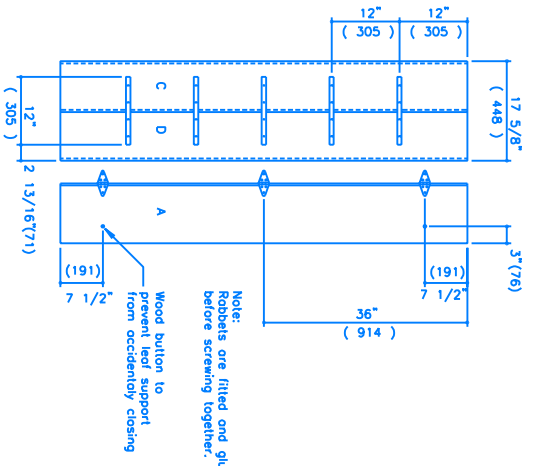 12" 12"
( 305 ) ( 305 )
17 5/8"
( 448 )
C
D
12"
( 305 )
2 13/16"(71)
A
3"(76)
(191)
7 1/2"
(191)
7 1/2"
36"
( 914 )
Note:
Rabbets are fitted and glu
before screwing together.
Wood button to
prevent leaf support
from accidentaly closing